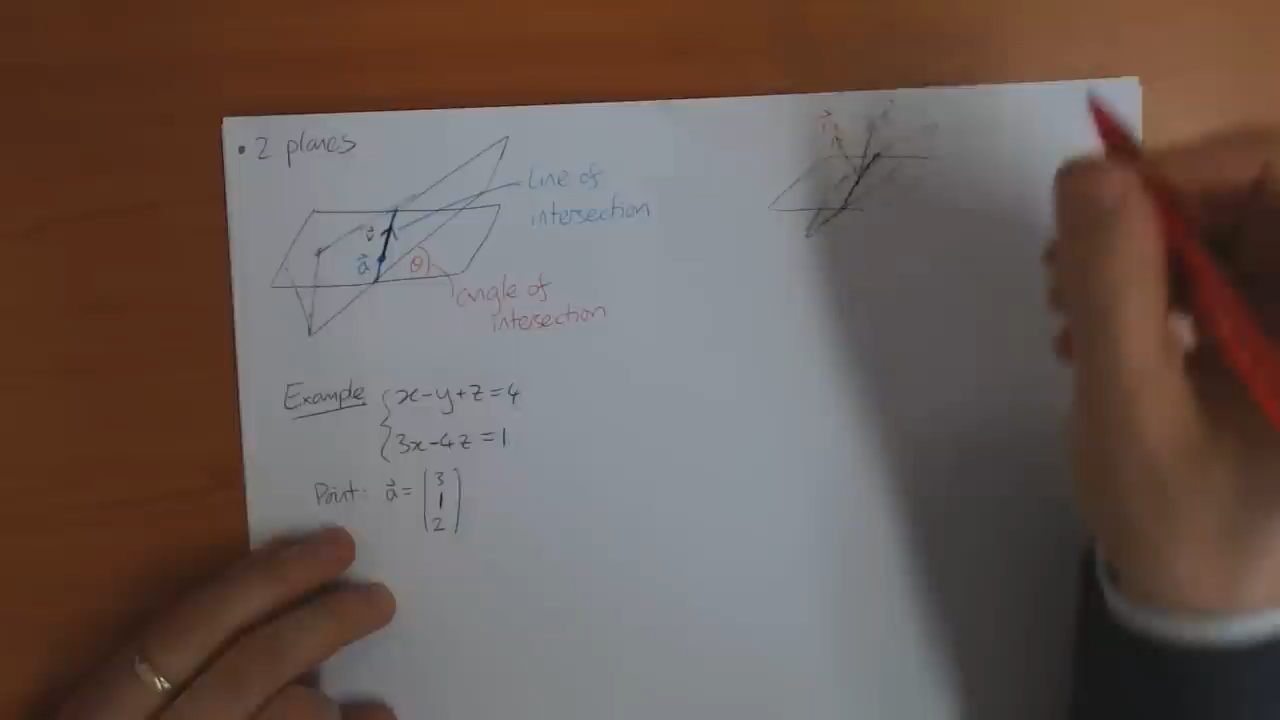 • 2 planes
Line of
intersection
a⃗
θ
angle of
intersection
Example
x-y+z=4
3x-4z=1
Point: a⃗ = (3
1
2)